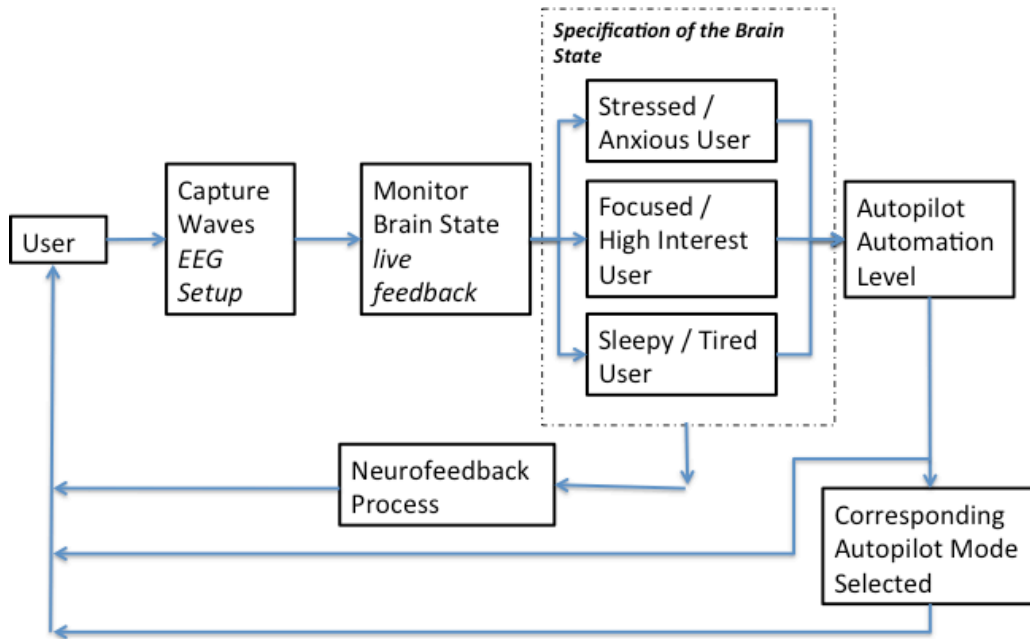 Specification of the Brain
State
Stressed /
Anxious User
Capture
Waves
EEG
Setup
Monitor
Brain State
live
feedback
Focused /
High Interest
User
Autopilot
Automation
Level
User
Sleepy / Tired
User
Neurofeedback
Process
Corresponding
Autopilot Mode
Selected